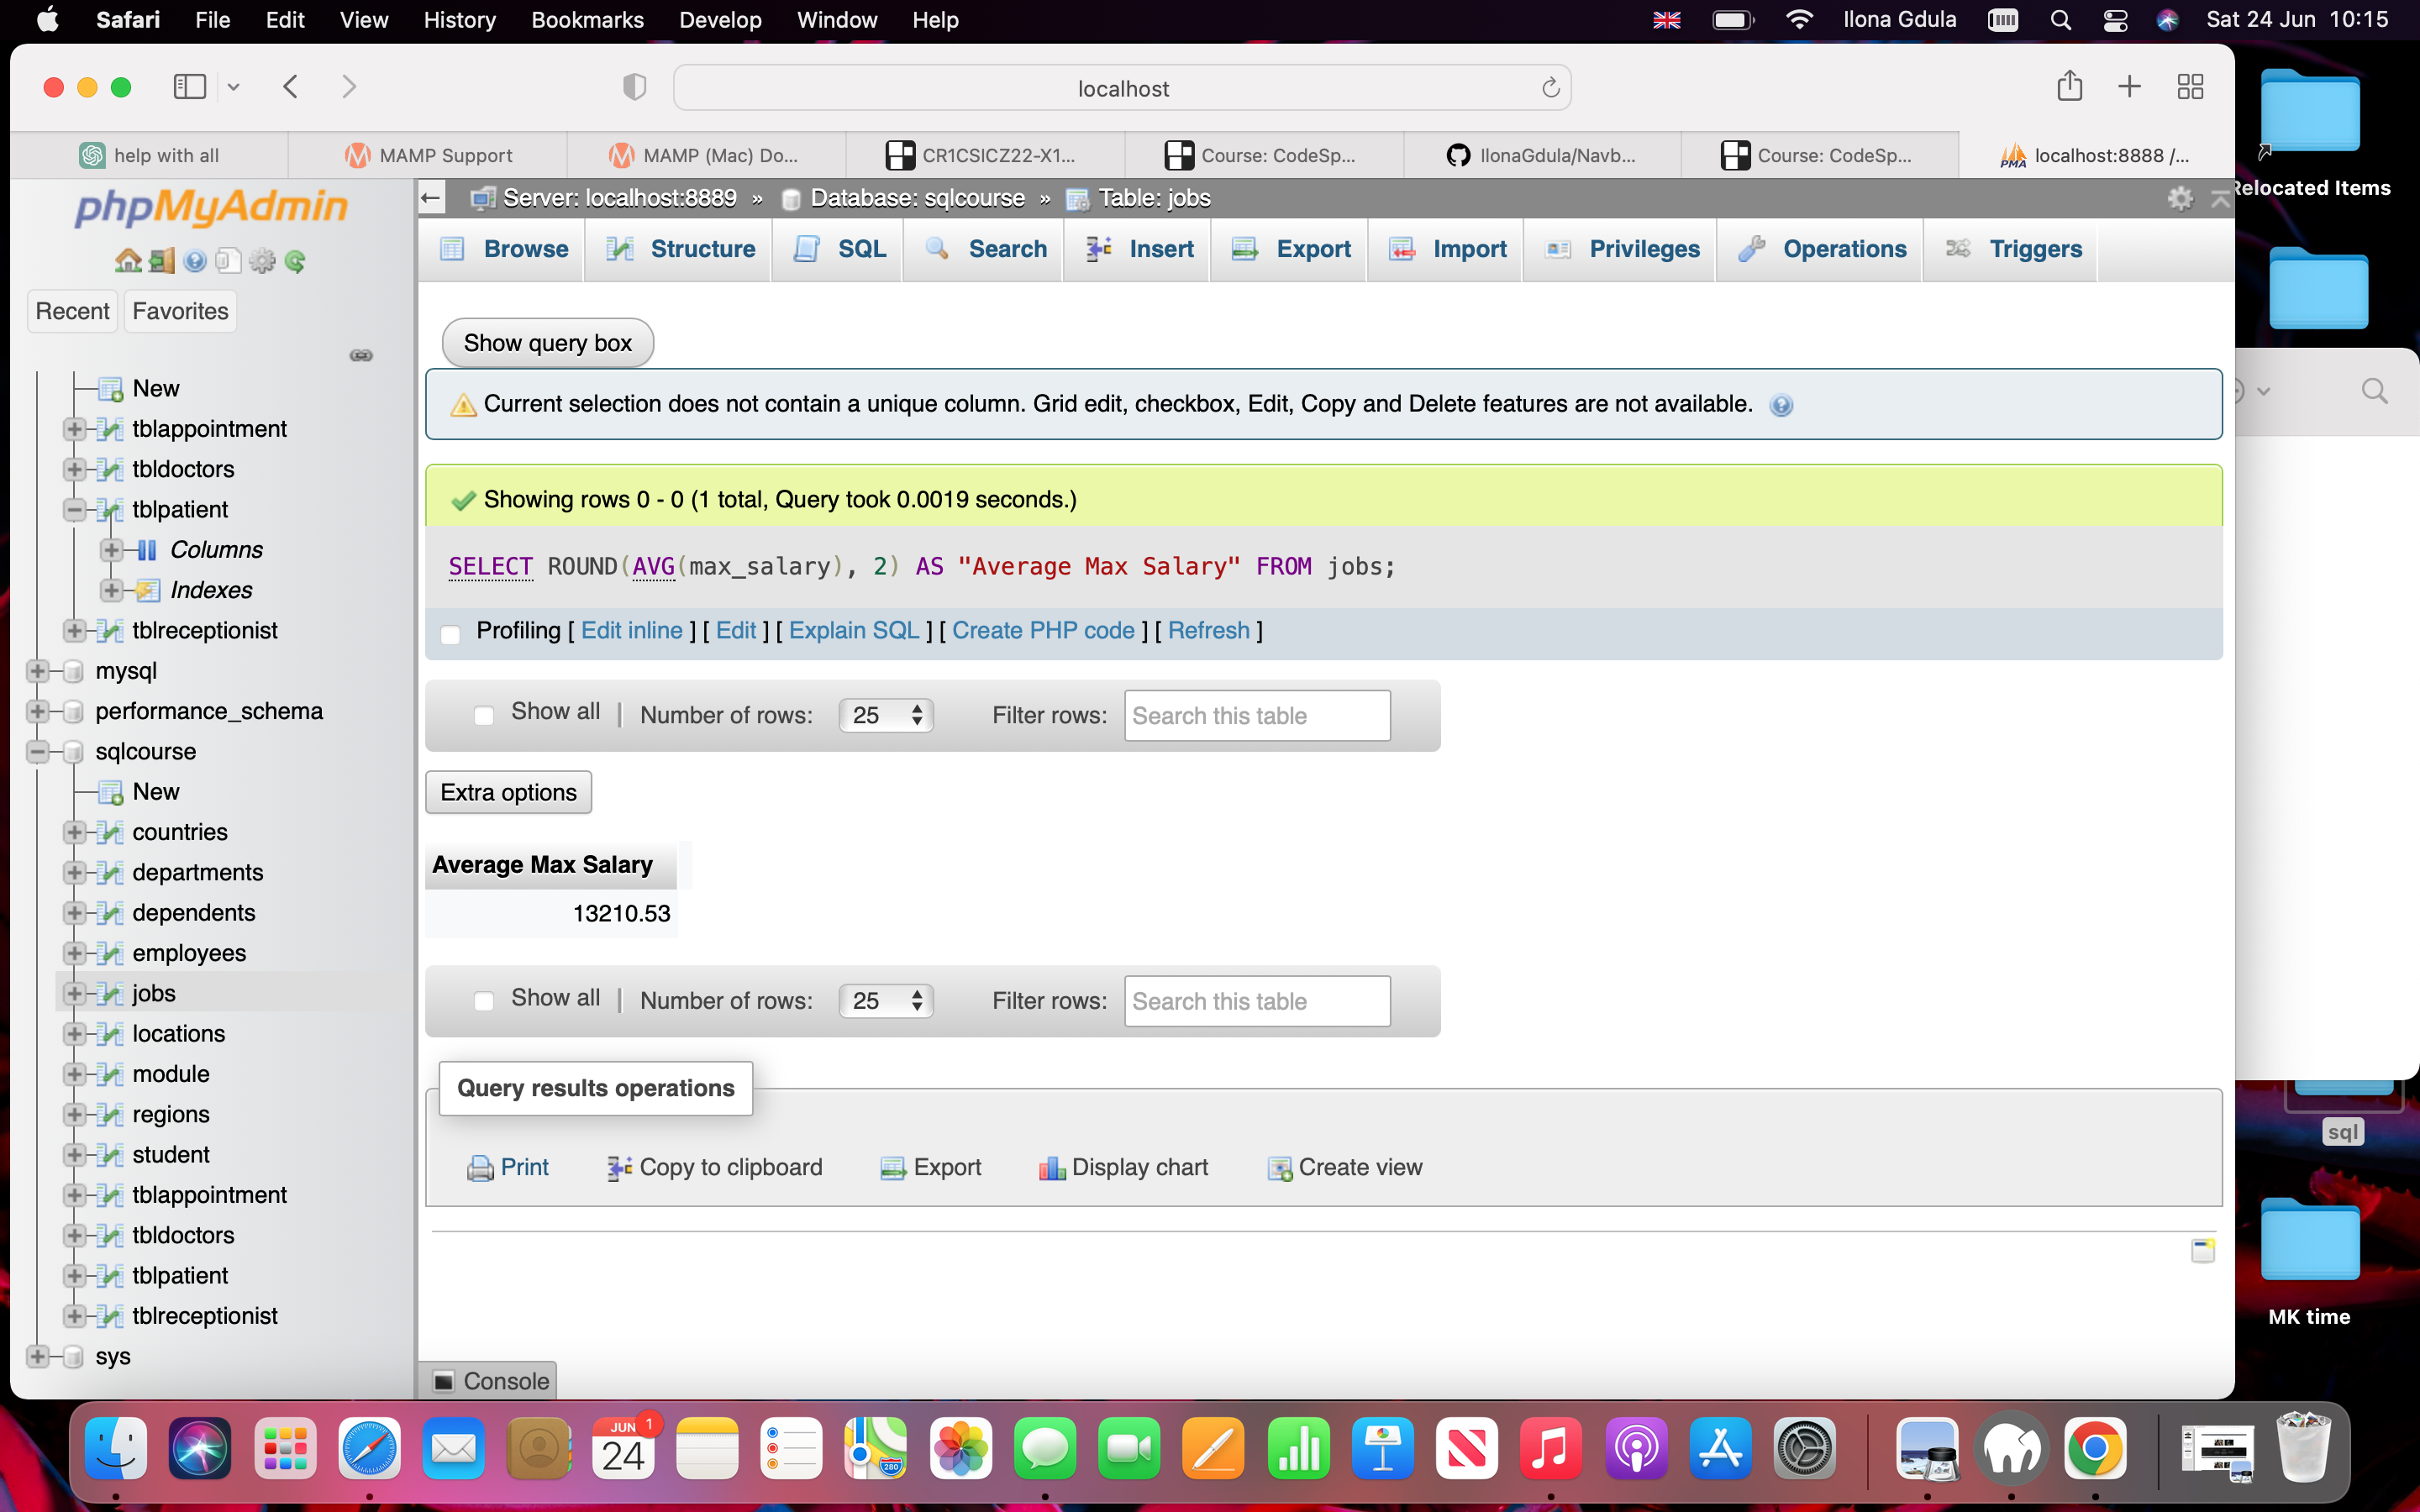 Safari File Edit View History Bookmarks Develop Window Help Ilona Gdula Sat 24 Jun 10:15
localhost
help with all MAMP Support MAMP (Mac) Do... CR1CSICZ22-X1... Course: CodeSp... IlonaGdula/Navb... Course: CodeSp... PMA localhost:8888 /...
phpMyAdmin
Recent Favorites
New
tblappointment
tbldoctors
tblpatient
Columns
Indexes
tblreceptionist
mysql
performance_schema
sqlcourse
New
countries
departments
dependents
employees
jobs
locations
module
regions
student
tblappointment
tbldoctors
tblpatient
tblreceptionist
sys
Server: localhost:8889 » Database: sqlcourse » Table: jobs
Browse Structure SQL Search Insert Export Import Privileges Operations Triggers
Show query box
Current selection does not contain a unique column. Grid edit, checkbox, Edit, Copy and Delete features are not available.
Showing rows 0 - 0 (1 total, Query took 0.0019 seconds.)
SELECT ROUND(AVG(max_salary), 2) AS "Average Max Salary" FROM jobs;
Profiling [ Edit inline ] [ Edit ] [ Explain SQL ] [ Create PHP code ] [ Refresh ]
Show all | Number of rows: 25 Filter rows: Search this table
Extra options
Average Max Salary
13210.53
Show all | Number of rows: 25 Filter rows: Search this table
Query results operations
Print Copy to clipboard Export Display chart Create view
Console
Relocated Items
sql
MK time
JUN 1
24
280